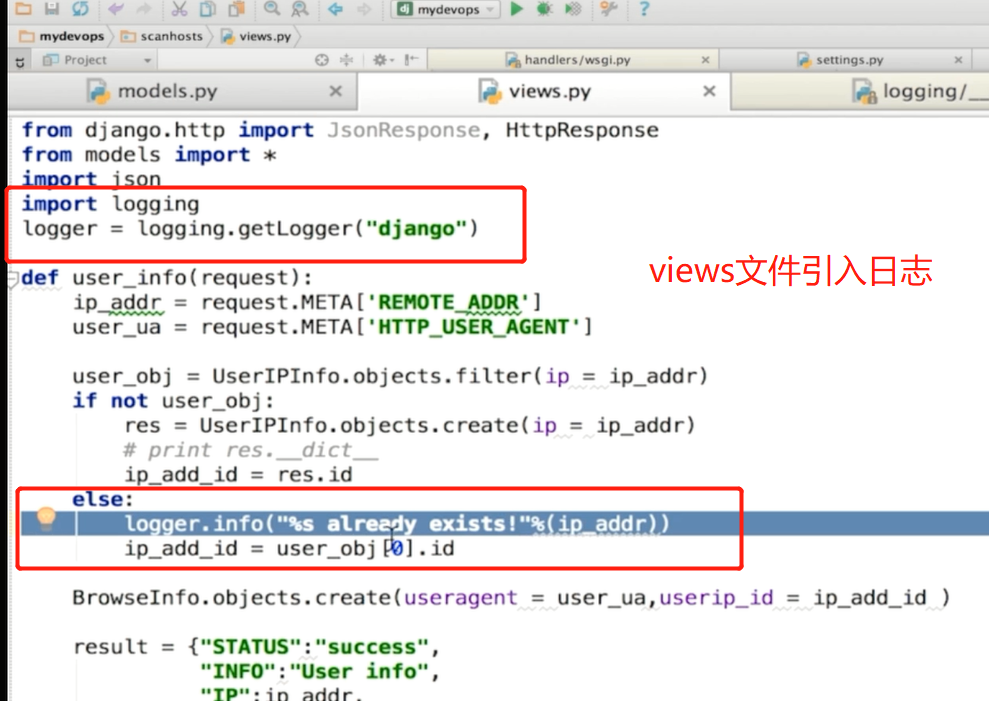 mydevops
mydevops scanhosts views.py
Project handlers/wsgi.py settings.py
models.py views.py logging/__
from django.http import JsonResponse, HttpResponse
from models import *
import json
import logging
logger = logging.getLogger("django")
views文件引入日志
def user_info(request):
ip_addr = request.META['REMOTE_ADDR']
user_ua = request.META['HTTP_USER_AGENT']
user_obj = UserIPInfo.objects.filter(ip = ip_addr)
if not user_obj:
res = UserIPInfo.objects.create(ip = ip_addr)
# print res.__dict__
ip_add_id = res.id
else:
logger.info("%s already exists!"%(ip_addr))
ip_add_id = user_obj[0].id
BrowseInfo.objects.create(useragent = user_ua,userip_id = ip_add_id )
result = {"STATUS":"success",
"INFO":"User info",
"IP":ip_addr,